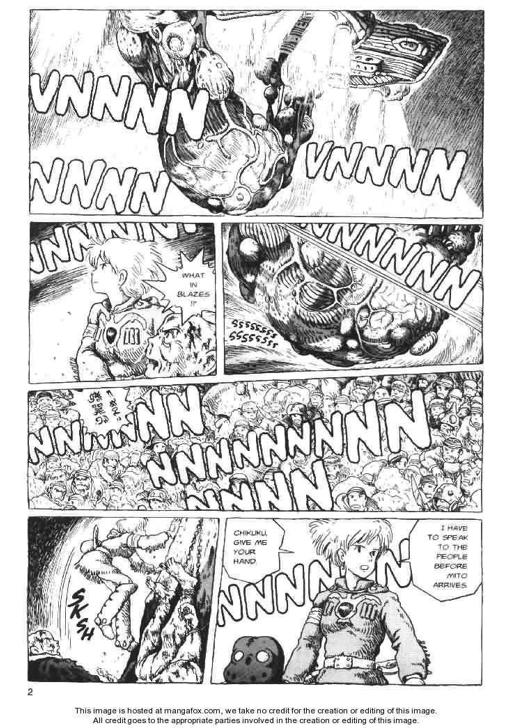 VNNNN
NNNN
VNNNN
NNNNNNN
WHAT
IN
BLAZES
!!?
NNNNNNN
SSSSSSSS
SSSSSSS
NN
NNNNNNNNN
NNNN
SKSH
CHIKUKU,
GIVE ME
YOUR
HAND.
I HAVE
TO SPEAK
TO THE
PEOPLE
BEFORE
MITO
ARRIVES.
NNNNN
2
This image is hosted at mangafox.com, we take no credit for the creation or editing of this image.
All credit goes to the appropriate parties involved in the creation or editing of this image.